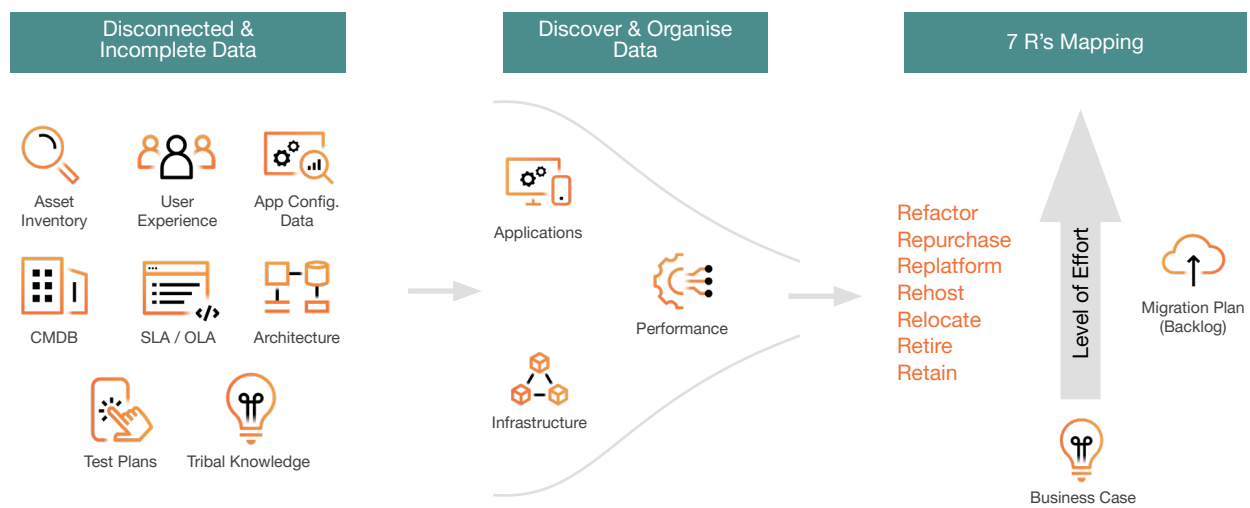 Disconnected &
Incomplete Data
Discover & Organise
Data
7 R's Mapping
Asset
Inventory
User
Experience
App Config.
Data
CMDB
SLA / OLA
Architecture
Test Plans
Tribal Knowledge
Applications
Performance
Infrastructure
Refactor
Repurchase
Replatform
Rehost
Relocate
Retire
Retain
Level of Effort
Migration Plan
(Backlog)
Business Case